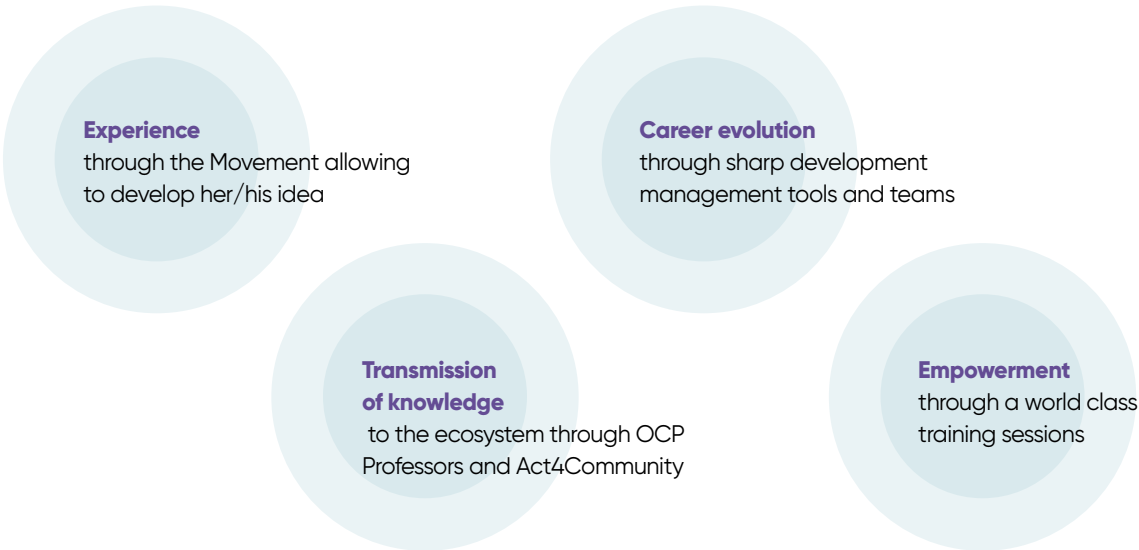 Experience
through the Movement allowing
to develop her/his idea
Transmission
of knowledge
to the ecosystem through OCP
Professors and Act4Community
Career evolution
through sharp development
management tools and teams
Empowerment
through a world class
training sessions